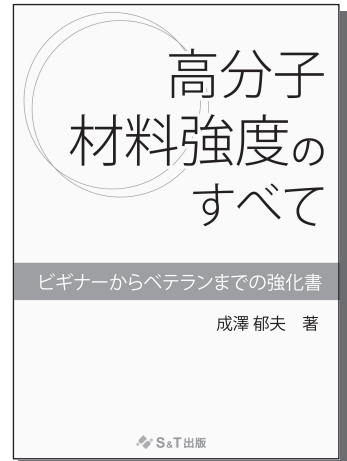 高分子
材料強度の
すべて
ビギナーからベテランまでの強化書
成澤 郁夫　著
S&T出版